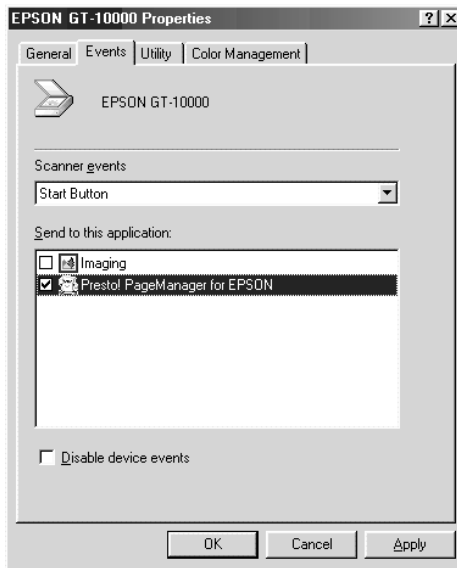 EPSON GT-10000 Properties
General Events Utility Color Management
EPSON GT-10000
Scanner events
Start Button
Send to this application:
Imaging
Presto! PageManager for EPSON
Disable device events
OK Cancel Apply